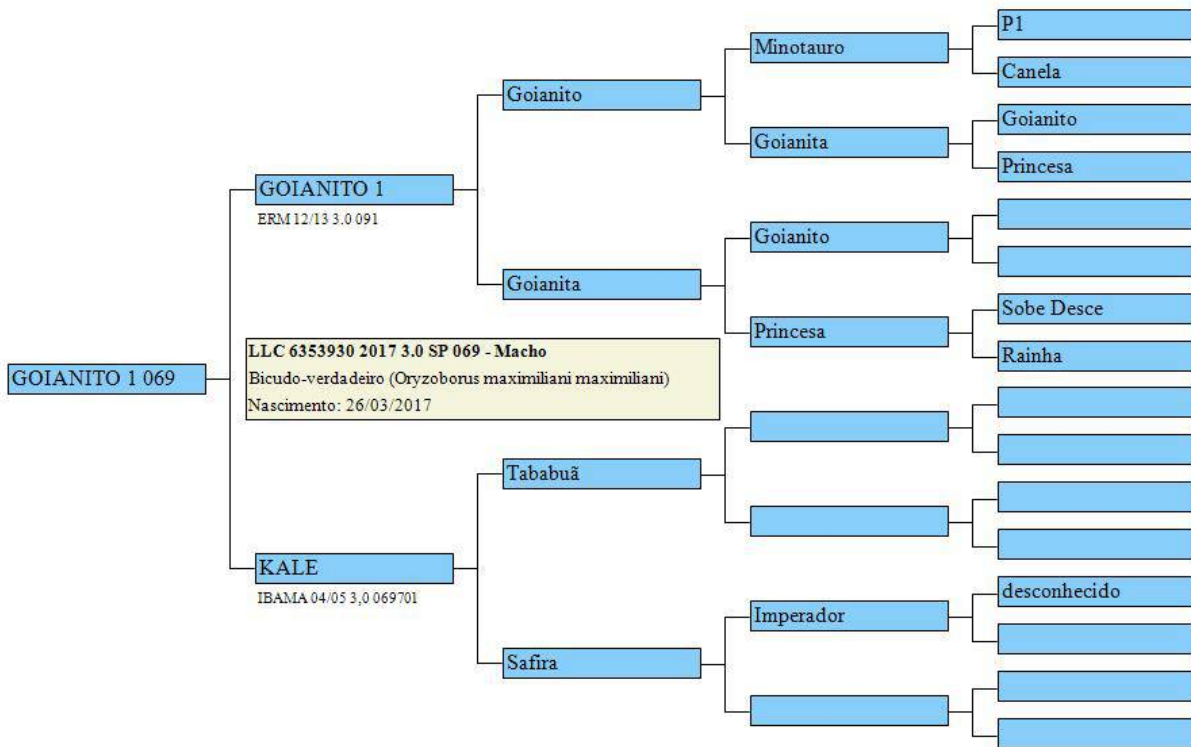 P1
Minotauro
Canela
Goianito
Goianito
Goianita
Princesa
GOIANITO 1
ERM 12/13 3.0 091
Goianito
Goianita
Sobe Desce
Princesa
Rainha
LLC 6353930 2017 3.0 SP 069 - Macho
Bicudo-verdadeiro (Oryzoborus maximiliani maximiliani)
Nascimento: 26/03/2017
GOIANITO 1 069
Tababuã
KALE
IBAMA 04/05 3,0 069701
desconhecido
Imperador
Safira